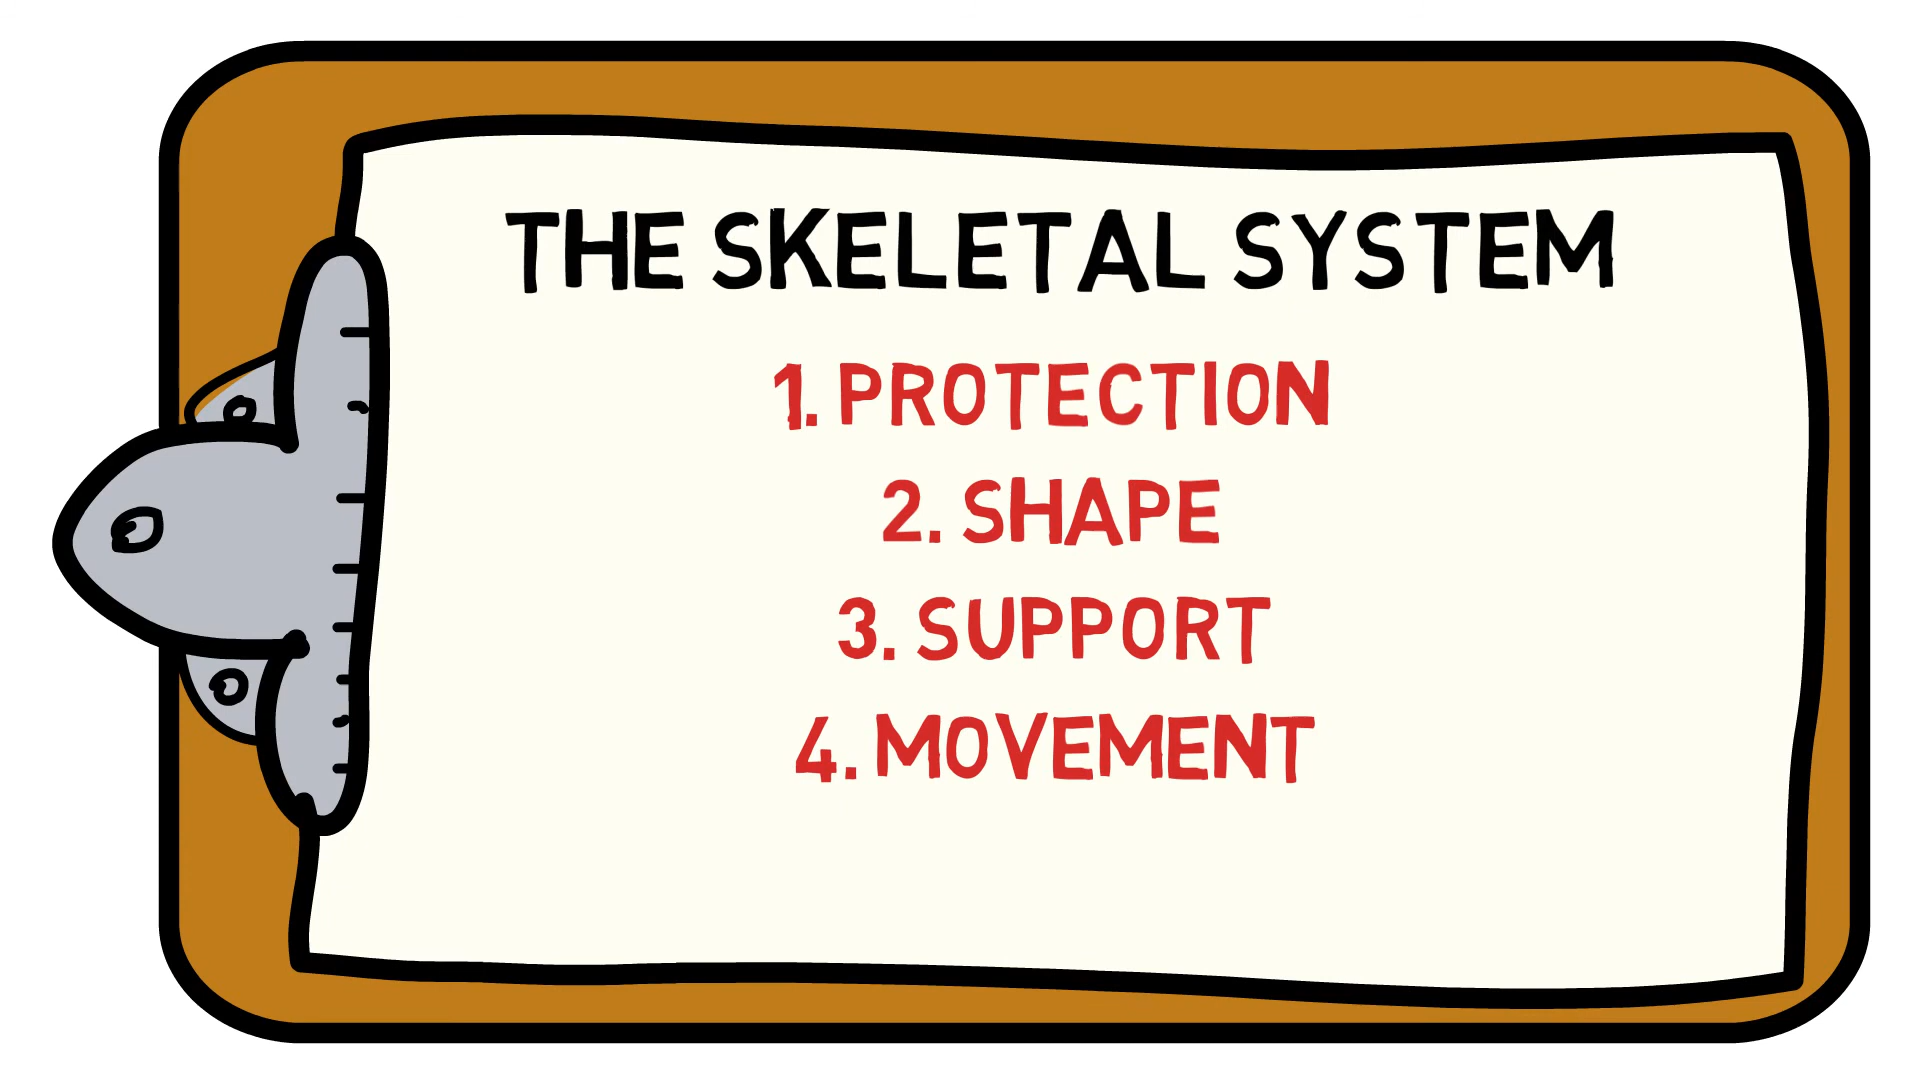 THE SKELETAL SYSTEM
1. PROTECTION
2. SHAPE
3. SUPPORT
4. MOVEMENT